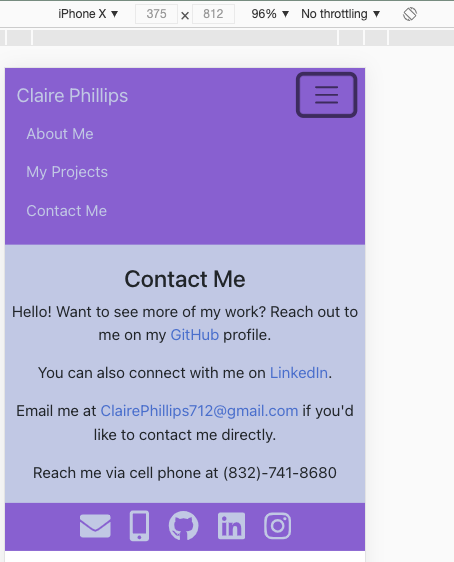 iPhone X ▼ 375 × 812 96% ▼ No throttling ▼
Claire Phillips
About Me
My Projects
Contact Me
Contact Me
Hello! Want to see more of my work? Reach out to
me on my GitHub profile.
You can also connect with me on LinkedIn.
Email me at ClairePhillips712@gmail.com if you'd
like to contact me directly.
Reach me via cell phone at (832)-741-8680
in